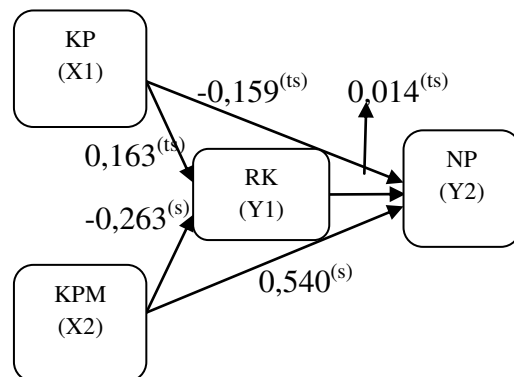 KP
(X1)
-0,159(ts)
0,014(ts)
0,163(ts)
RK
(Y1)
NP
(Y2)
-0,263(s)
KPM
(X2)
0,540(s)